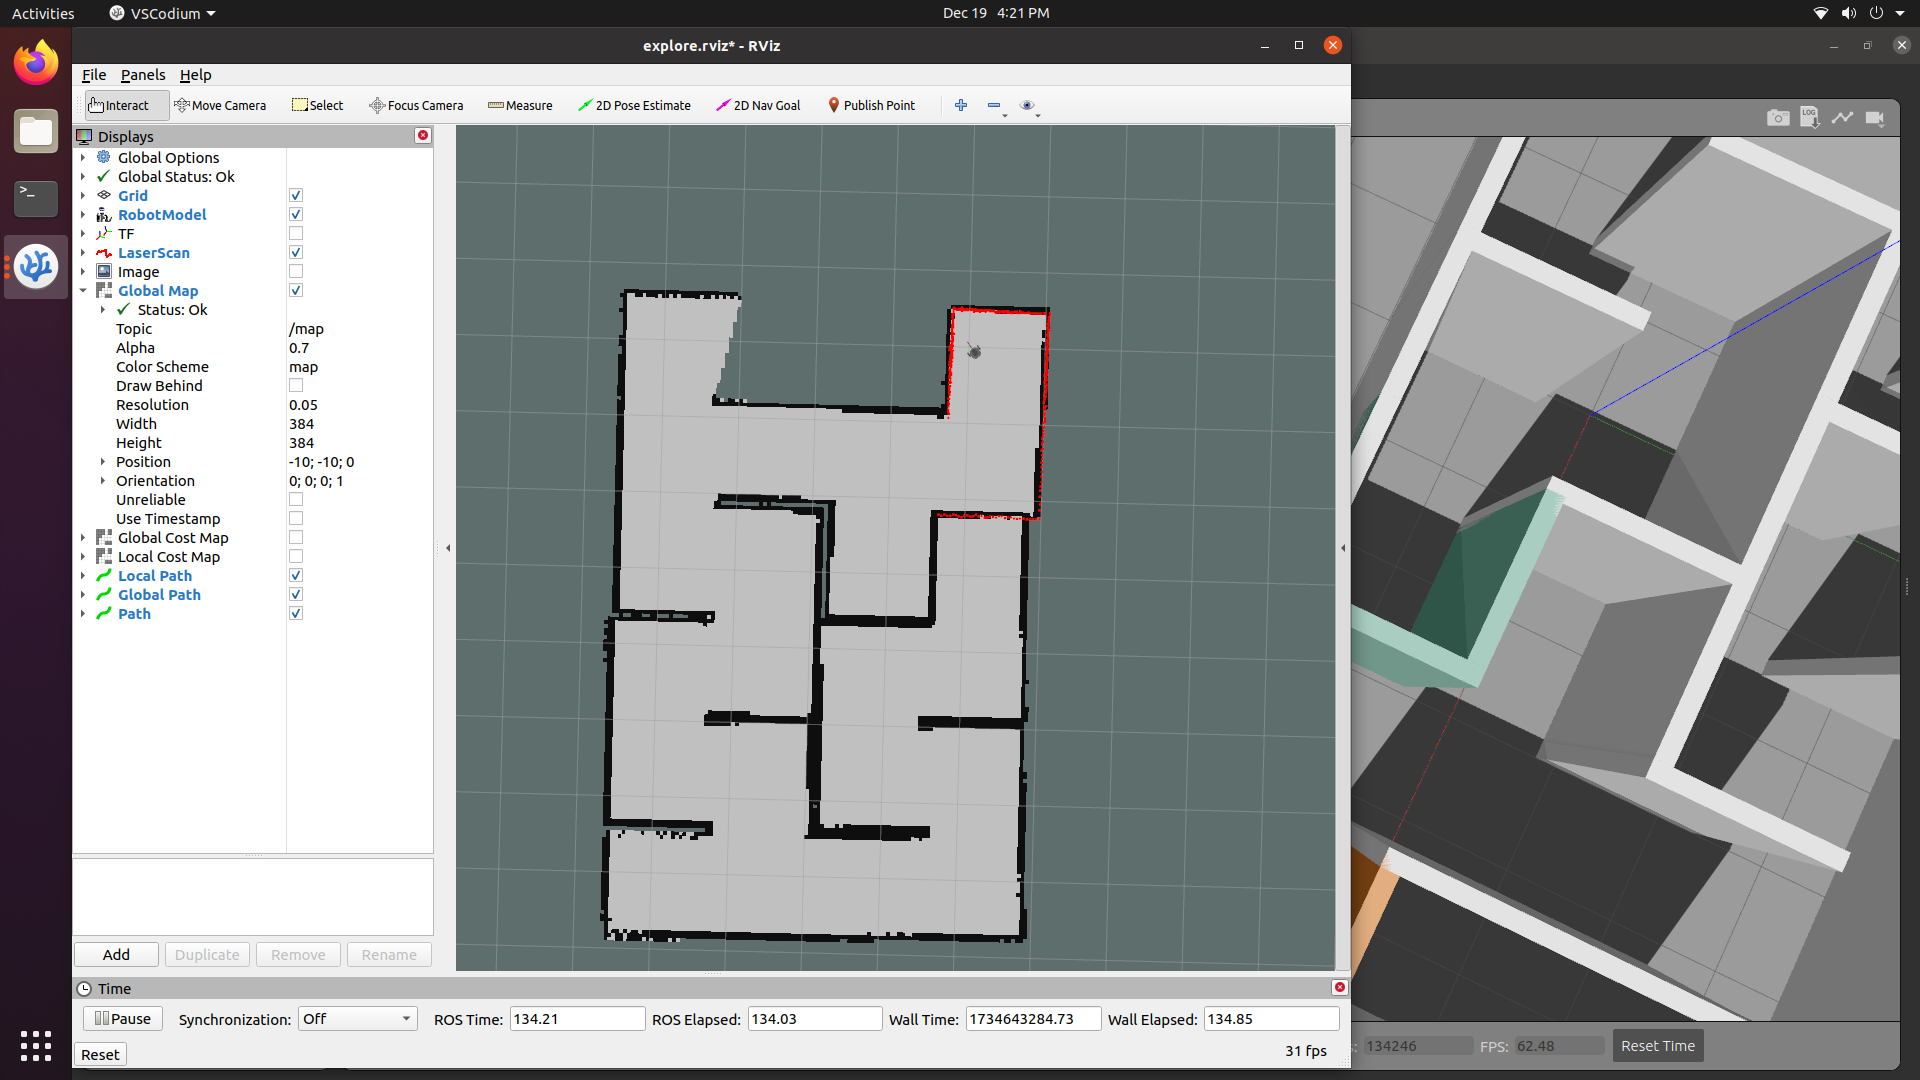 Activities
VSCodium
Dec 19 4:21 PM
explore.rviz* - RViz
File Panels Help
Interact Move Camera Select Focus Camera Measure 2D Pose Estimate 2D Nav Goal Publish Point
Displays
Global Options
Global Status: Ok
Grid
RobotModel
TF
LaserScan
Image
Global Map
Status: Ok
Topic /map
Alpha 0.7
Color Scheme map
Draw Behind
Resolution 0.05
Width 384
Height 384
Position -10; -10; 0
Orientation 0; 0; 0; 1
Unreliable
Use Timestamp
Global Cost Map
Local Cost Map
Local Path
Global Path
Path
Add Duplicate Remove Rename
Time
Pause Synchronization: Off ROS Time: 134.21 ROS Elapsed: 134.03 Wall Time: 1734643284.73 Wall Elapsed: 134.85
Reset 31 fps
LOG
134246 FPS: 62.48 Reset Time